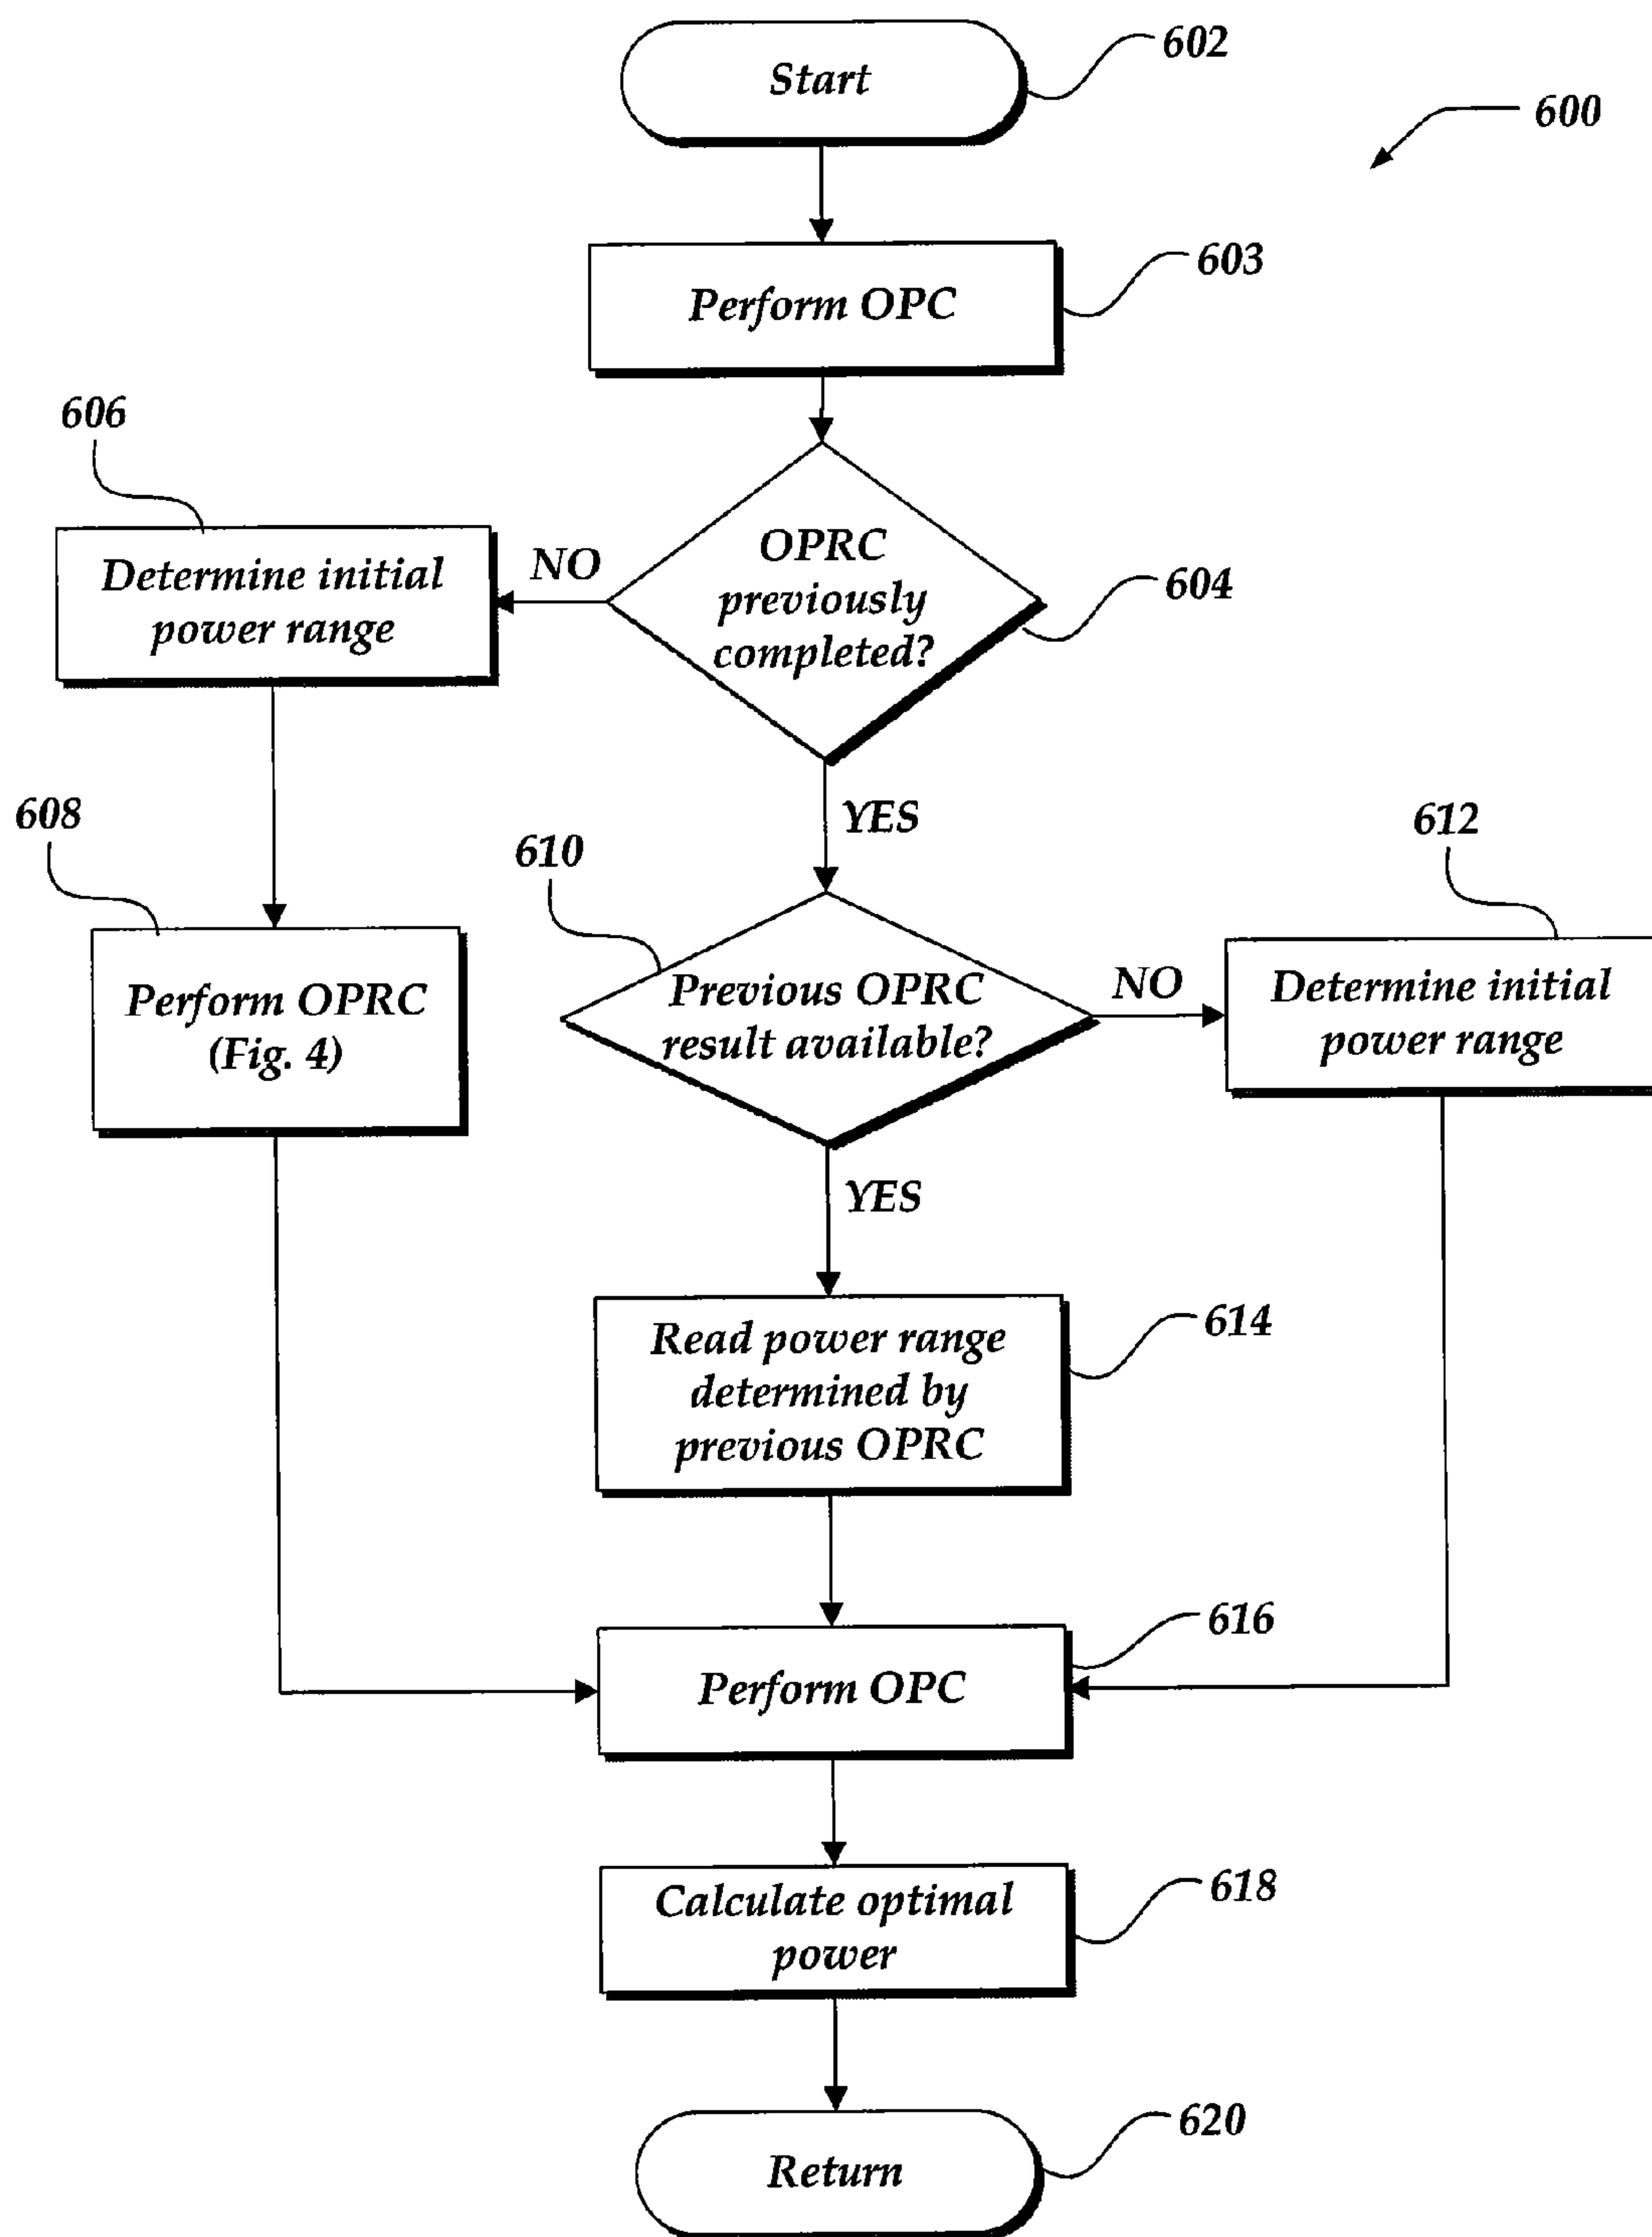 Start
602
600
Perform OPC
603
606
Determine initial
power range
NO
OPRC
previously
completed?
604
YES
608
Perform OPRC
(Fig. 4)
610
Previous OPRC
result available?
NO
612
Determine initial
power range
YES
Read power range
determined by
previous OPRC
614
Perform OPC
616
Calculate optimal
power
618
Return
620